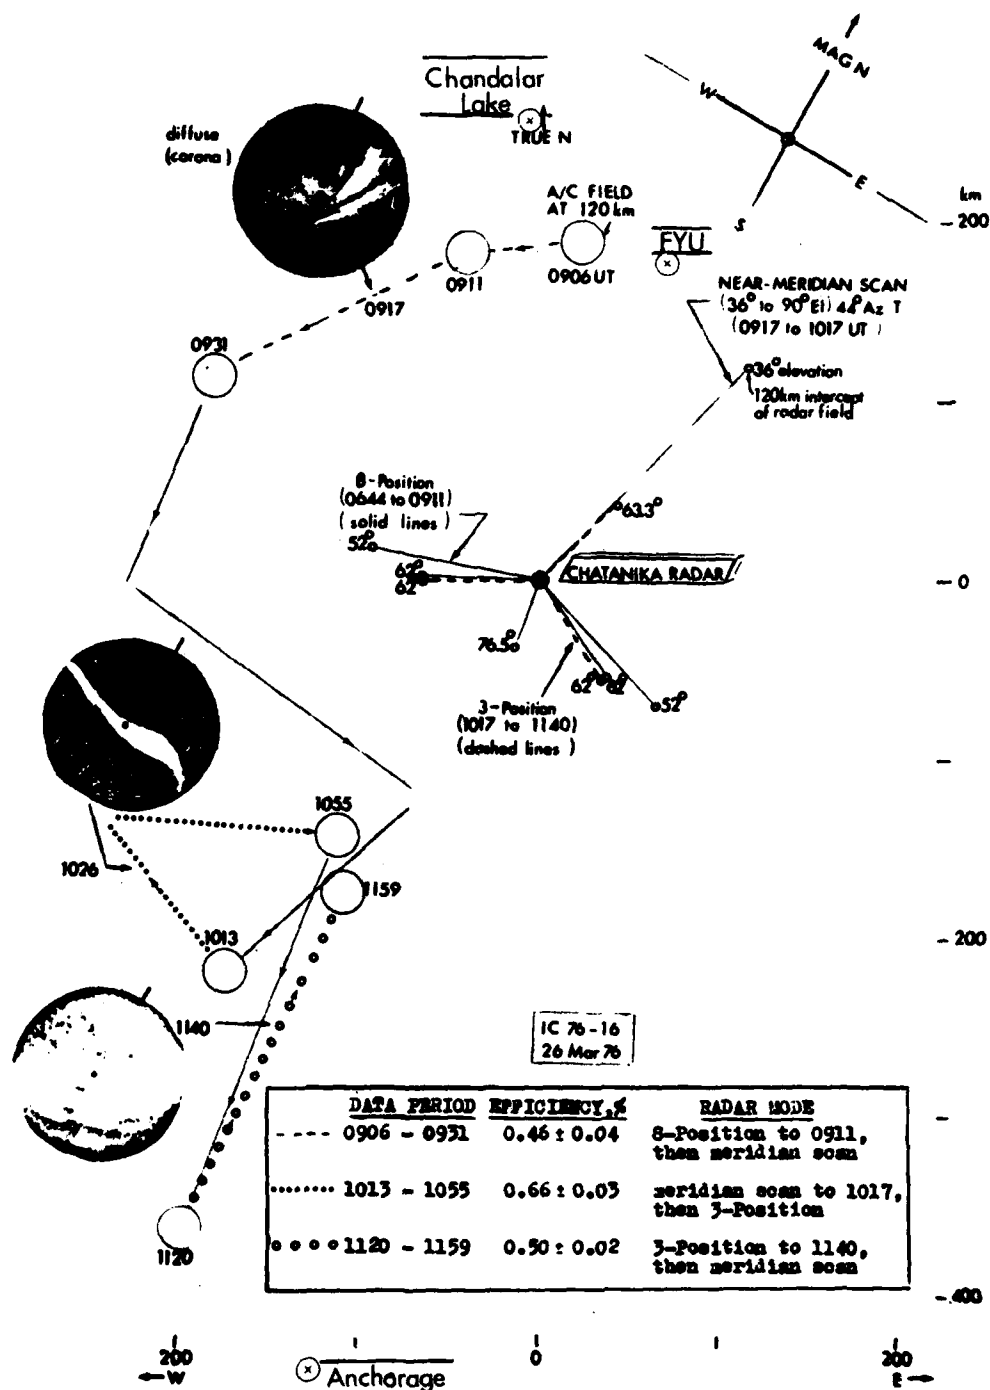 MAG N
W
E
S
Chandalar
Lake
TRUE N
diffuse
(corona)
A/C FIELD
AT 120 km
FYU
km
200
0911
0906 UT
0917
NEAR-MERIDIAN SCAN
(36° to 90° El) 44° Az T
(0917 to 1017 UT)
0931
36° elevation
120km intercept
of radar field
8-Position
(0644 to 0911)
(solid lines)
52°
63.3°
62°
62
CHATANIKA RADAR
0
76.5°
62°
62°
52°
3-Position
(1017 to 1140)
(dashed lines)
1055
1026
1159
1013
200
1140
IC 76-16
26 Mar 76
DATA PERIOD EFFICIENCY,% RADAR MODE
0906 - 0931 0.46 ± 0.04 8-Position to 0911,
then meridian scan
1013 - 1055 0.66 ± 0.03 meridian scan to 1017,
then 3-Position
1120 - 1159 0.50 ± 0.02 3-Position to 1140,
then meridian scan
1120
400
200 0 200
W E
Anchorage